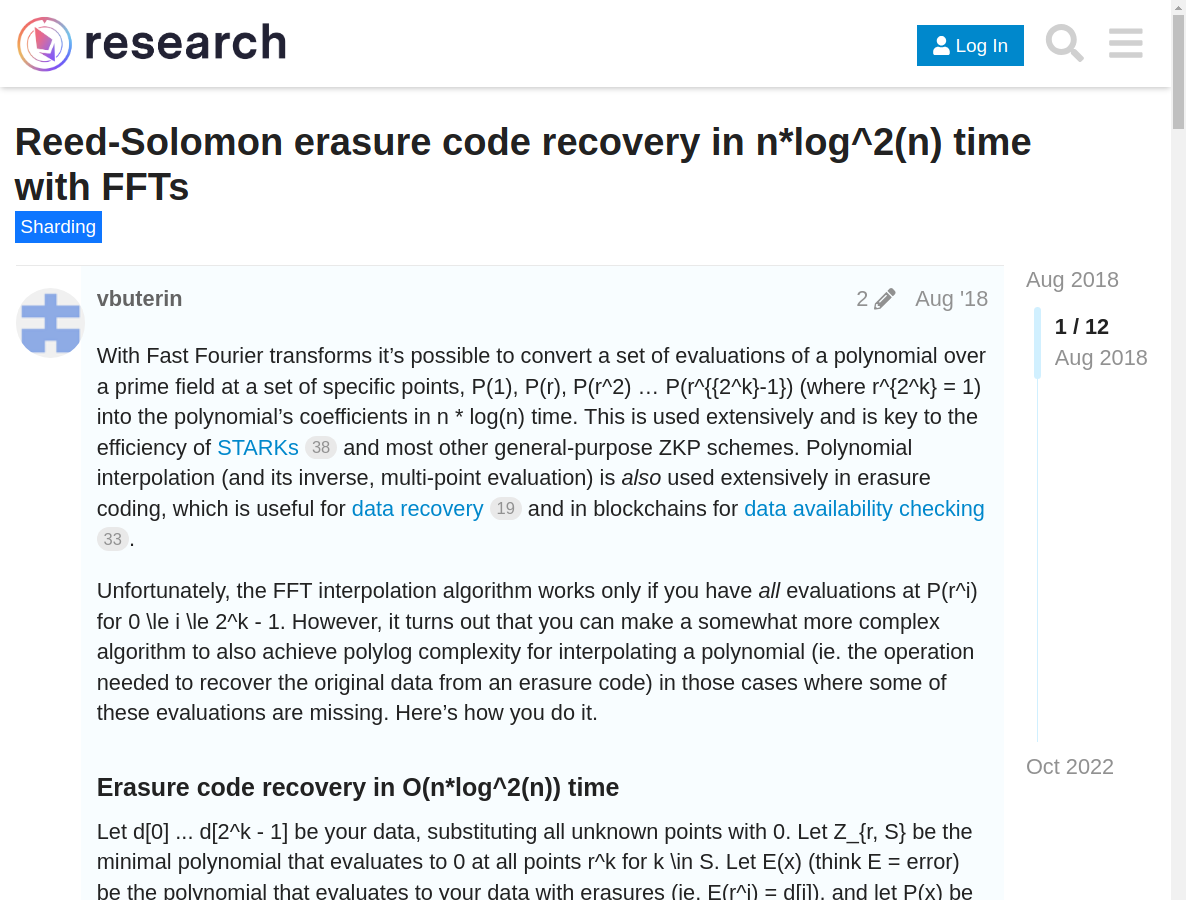 research
Log In
Reed-Solomon erasure code recovery in n*log^2(n) time
with FFTs
Sharding
vbuterin
2
Aug '18
With Fast Fourier transforms it’s possible to convert a set of evaluations of a polynomial over
a prime field at a set of specific points, P(1), P(r), P(r^2) … P(r^{{2^k}-1}) (where r^{2^k} = 1)
into the polynomial’s coefficients in n * log(n) time. This is used extensively and is key to the
efficiency of STARKs 38 and most other general-purpose ZKP schemes. Polynomial
interpolation (and its inverse, multi-point evaluation) is also used extensively in erasure
coding, which is useful for data recovery 19 and in blockchains for data availability checking
33 .
Unfortunately, the FFT interpolation algorithm works only if you have all evaluations at P(r^i)
for 0 \le i \le 2^k - 1. However, it turns out that you can make a somewhat more complex
algorithm to also achieve polylog complexity for interpolating a polynomial (ie. the operation
needed to recover the original data from an erasure code) in those cases where some of
these evaluations are missing. Here’s how you do it.
Erasure code recovery in O(n*log^2(n)) time
Let d[0] ... d[2^k - 1] be your data, substituting all unknown points with 0. Let Z_{r, S} be the
minimal polynomial that evaluates to 0 at all points r^k for k \in S. Let E(x) (think E = error)
be the polynomial that evaluates to your data with erasures (ie. E(r^i) = d[i]), and let P(x) be
Aug 2018
1 / 12
Aug 2018
Oct 2022